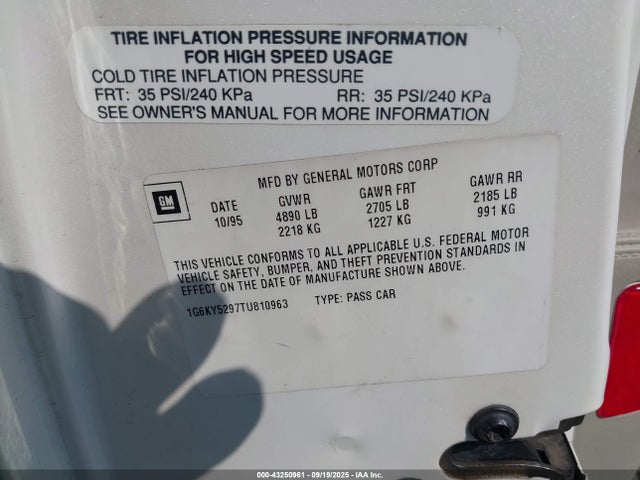 TIRE INFLATION PRESSURE INFORMATION
FOR HIGH SPEED USAGE
COLD TIRE INFLATION PRESSURE
FRT: 35 PSI/240 KPa RR: 35 PSI/240 KPa
SEE OWNER'S MANUAL FOR MORE INFORMATION
MFD BY GENERAL MOTORS CORP
GM DATE GVWR GAWR FRT GAWR RR
10/95 4890 LB 2705 LB 2185 LB
2218 KG 1227 KG 991 KG
THIS VEHICLE CONFORMS TO ALL APPLICABLE U.S. FEDERAL MOTOR
VEHICLE SAFETY, BUMPER, AND THEFT PREVENTION STANDARDS IN
EFFECT ON THE DATE OF MANUFACTURE SHOWN ABOVE.
1G6KY5297TU810963 TYPE: PASS CAR
000-43250961 - 09/19/2025 - IAAI (C) COPYRIGHT